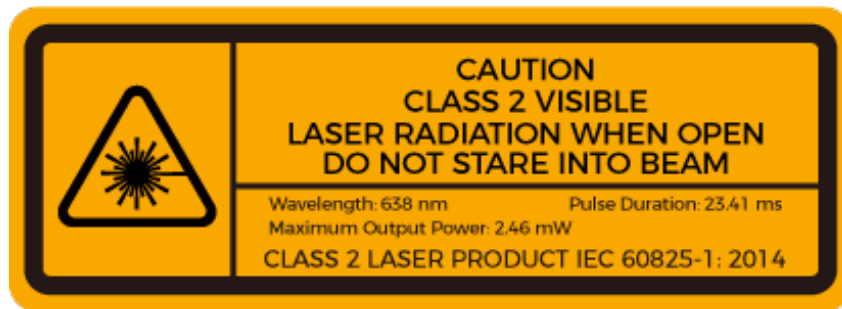 CAUTION
CLASS 2 VISIBLE
LASER RADIATION WHEN OPEN
DO NOT STARE INTO BEAM
Wavelength: 638 nm Pulse Duration: 23.41 ms
Maximum Output Power: 2.46 mW
CLASS 2 LASER PRODUCT IEC 60825-1: 2014